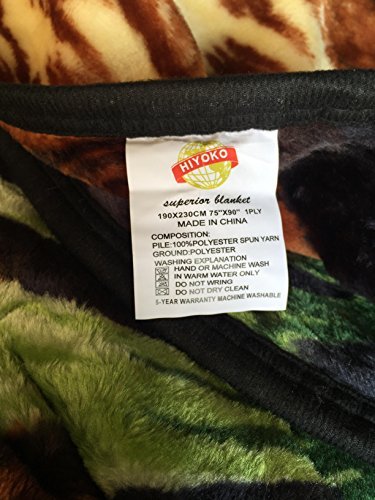 HIYOKO
superior blanket
190X230CM 75"X90" 1PLY
MADE IN CHINA
COMPOSITION:
PILE:100%POLYESTER SPUN YARN
GROUND:POLYESTER
WASHING EXPLANATION
HAND OR MACHINE WASH
IN WARM WATER ONLY
DO NOT WRING
DO NOT DRY CLEAN
5-YEAR WARRANTY MACHINE WASHABLE